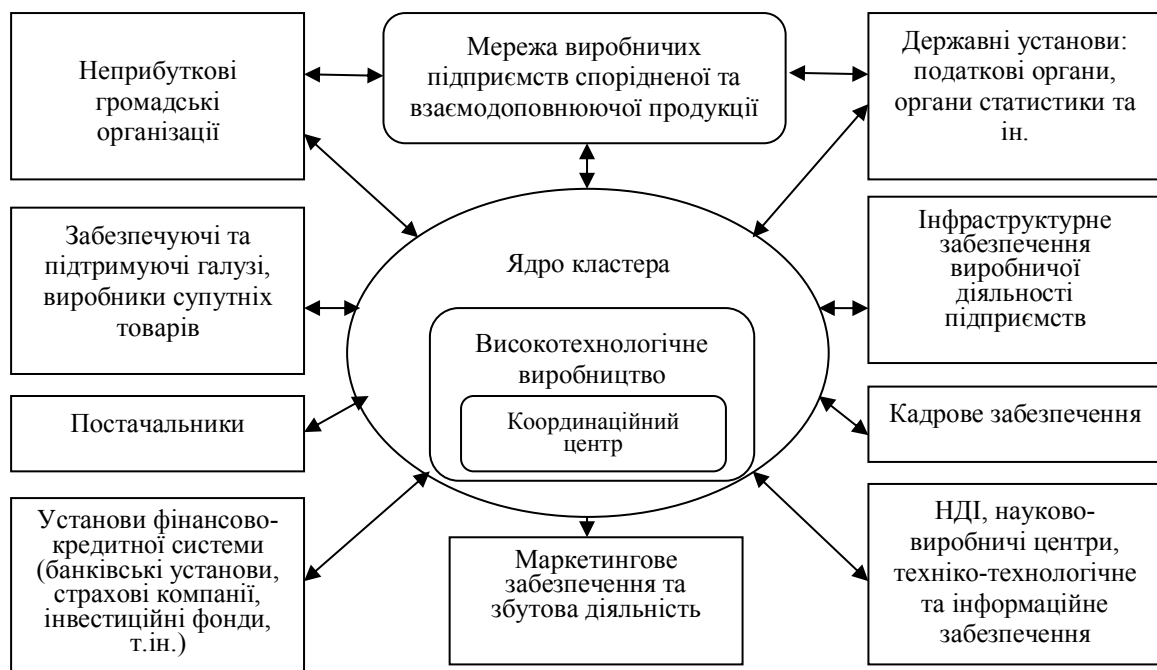 Неприбуткові
громадські
організації
Мережа виробничих
підприємств спорідненої та
взаємодоповнюючої продукції
Державні установи:
податкові органи,
органи статистики та
ін.
Забезпечуючі та
підтримуючі галузі,
виробники супутніх
товарів
Ядро кластера
Інфраструктурне
забезпечення
виробничої
діяльності
підприємств
Високотехнологічне
виробництво
Координаційний
центр
Постачальники
Кадрове забезпечення
Установи фінансово-
кредитної системи
(банківські установи,
страхові компанії,
інвестиційні фонди,
т.ін.)
Маркетингове
забезпечення та
збутова діяльність
НДІ, науково-
виробничі центри,
техніко-технологічне
та інформаційне
забезпечення